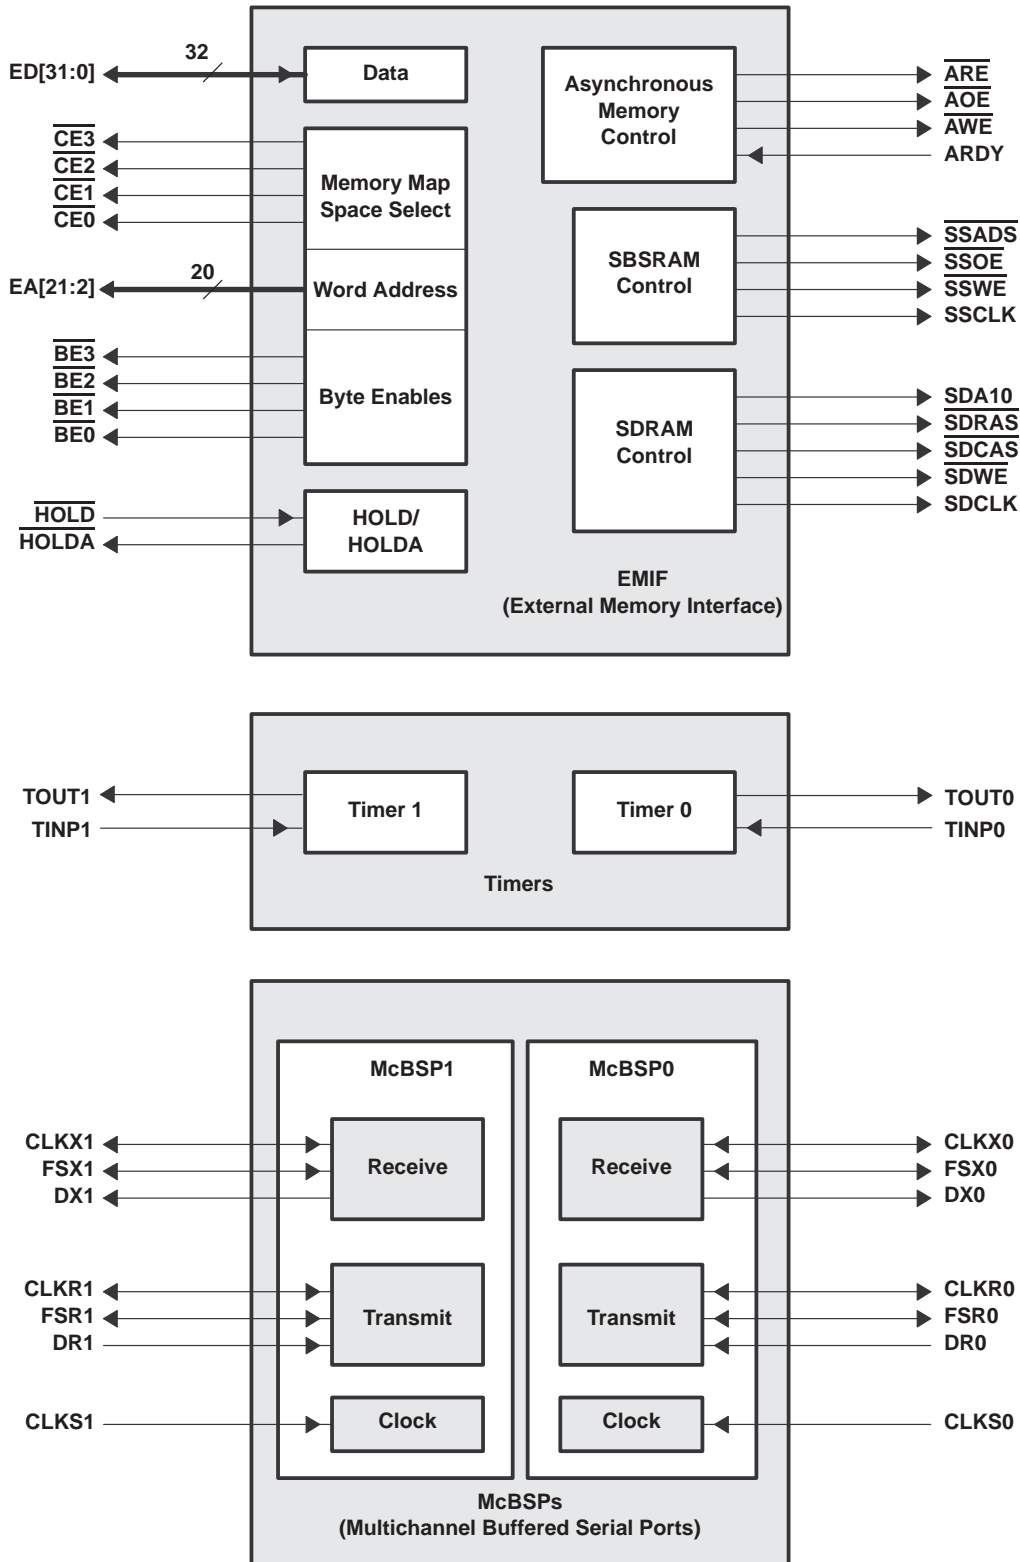 32
ED[31:0]
Data
CE3
CE2
CE1
CE0
Memory Map
Space Select
20
EA[21:2]
Word Address
BE3
BE2
BE1
BE0
Byte Enables
HOLD
HOLDA
HOLD/
HOLDA
Asynchronous
Memory
Control
ARE
AOE
AWE
ARDY
SBSRAM
Control
SSADS
SSOE
SSWE
SSCLK
SDRAM
Control
SDA10
SDRAS
SDCAS
SDWE
SDCLK
EMIF
(External Memory Interface)
TOUT1
TINP1
Timer 1
Timer 0
TOUT0
TINP0
Timers
McBSP1
McBSP0
CLKX1
FSX1
DX1
Receive
Receive
CLKX0
FSX0
DX0
CLKR1
FSR1
DR1
Transmit
Transmit
CLKR0
FSR0
DR0
CLKS1
Clock
Clock
CLKS0
McBSPs
(Multichannel Buffered Serial Ports)